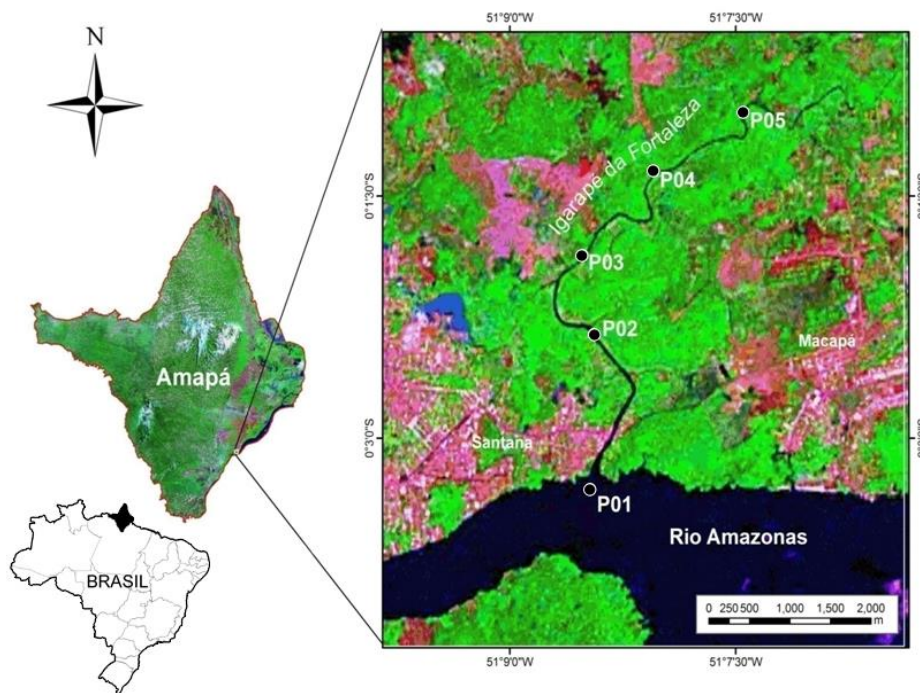 N
Amapá
BRASIL
51°9'0"W
51°7'30"W
0°1'30"S
0°3'0"S
Igarape da Fortaleza
P05
P04
P03
P02
P01
Macapá
Santana
Rio Amazonas
0 250 500 1,000 1,500 2,000
m
51°9'0"W
51°7'30"W